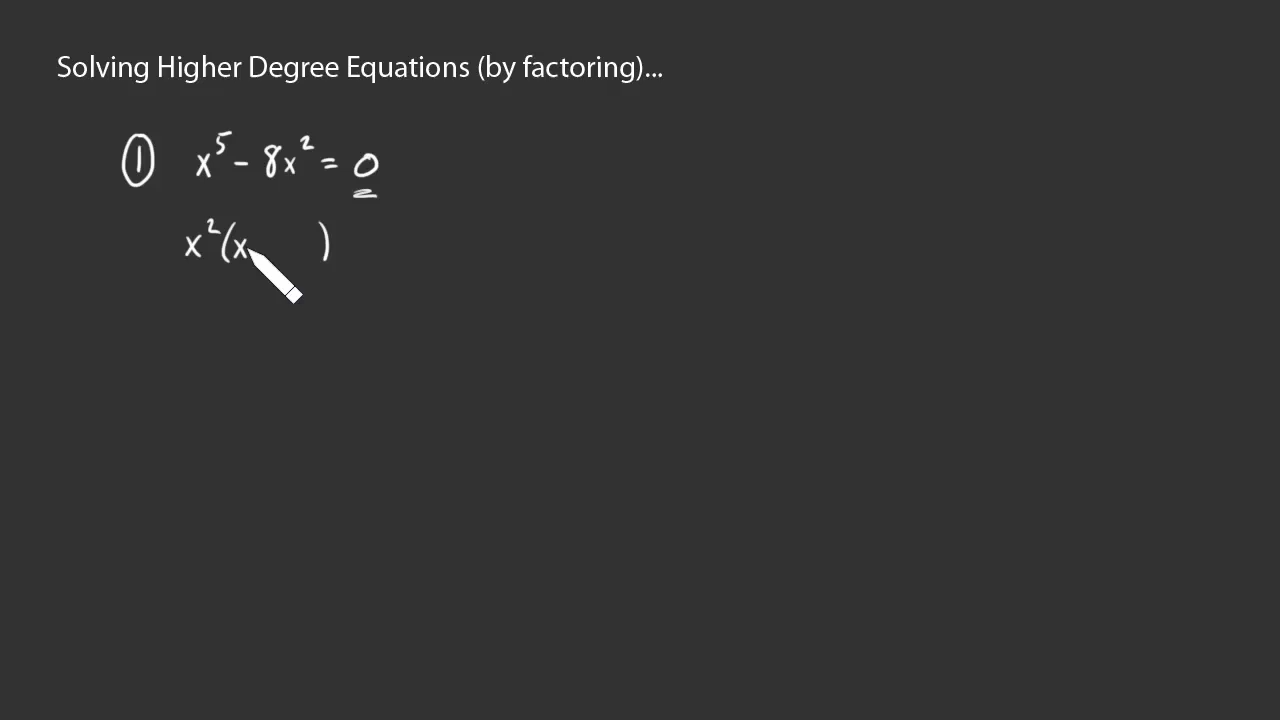 Solving Higher Degree Equations (by factoring)...
① x⁵ - 8x² = 0
x²(x )